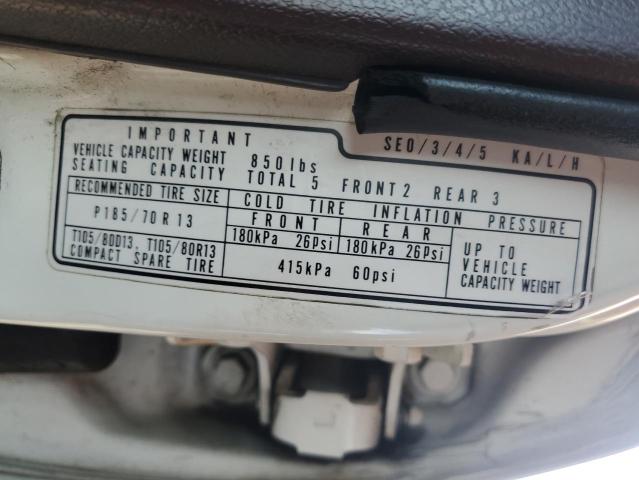 IMPORTANT
SE0/3/4/5 KA/L/H
VEHICLE CAPACITY WEIGHT 850lbs
SEATING CAPACITY TOTAL 5 FRONT 2 REAR 3
RECOMMENDED TIRE SIZE COLD TIRE INFLATION PRESSURE
FRONT REAR
P185/70R13 180kPa 26psi 180kPa 26psi UP TO VEHICLE CAPACITY WEIGHT
T105/80D13, T105/80R13
COMPACT SPARE TIRE 415kPa 60psi